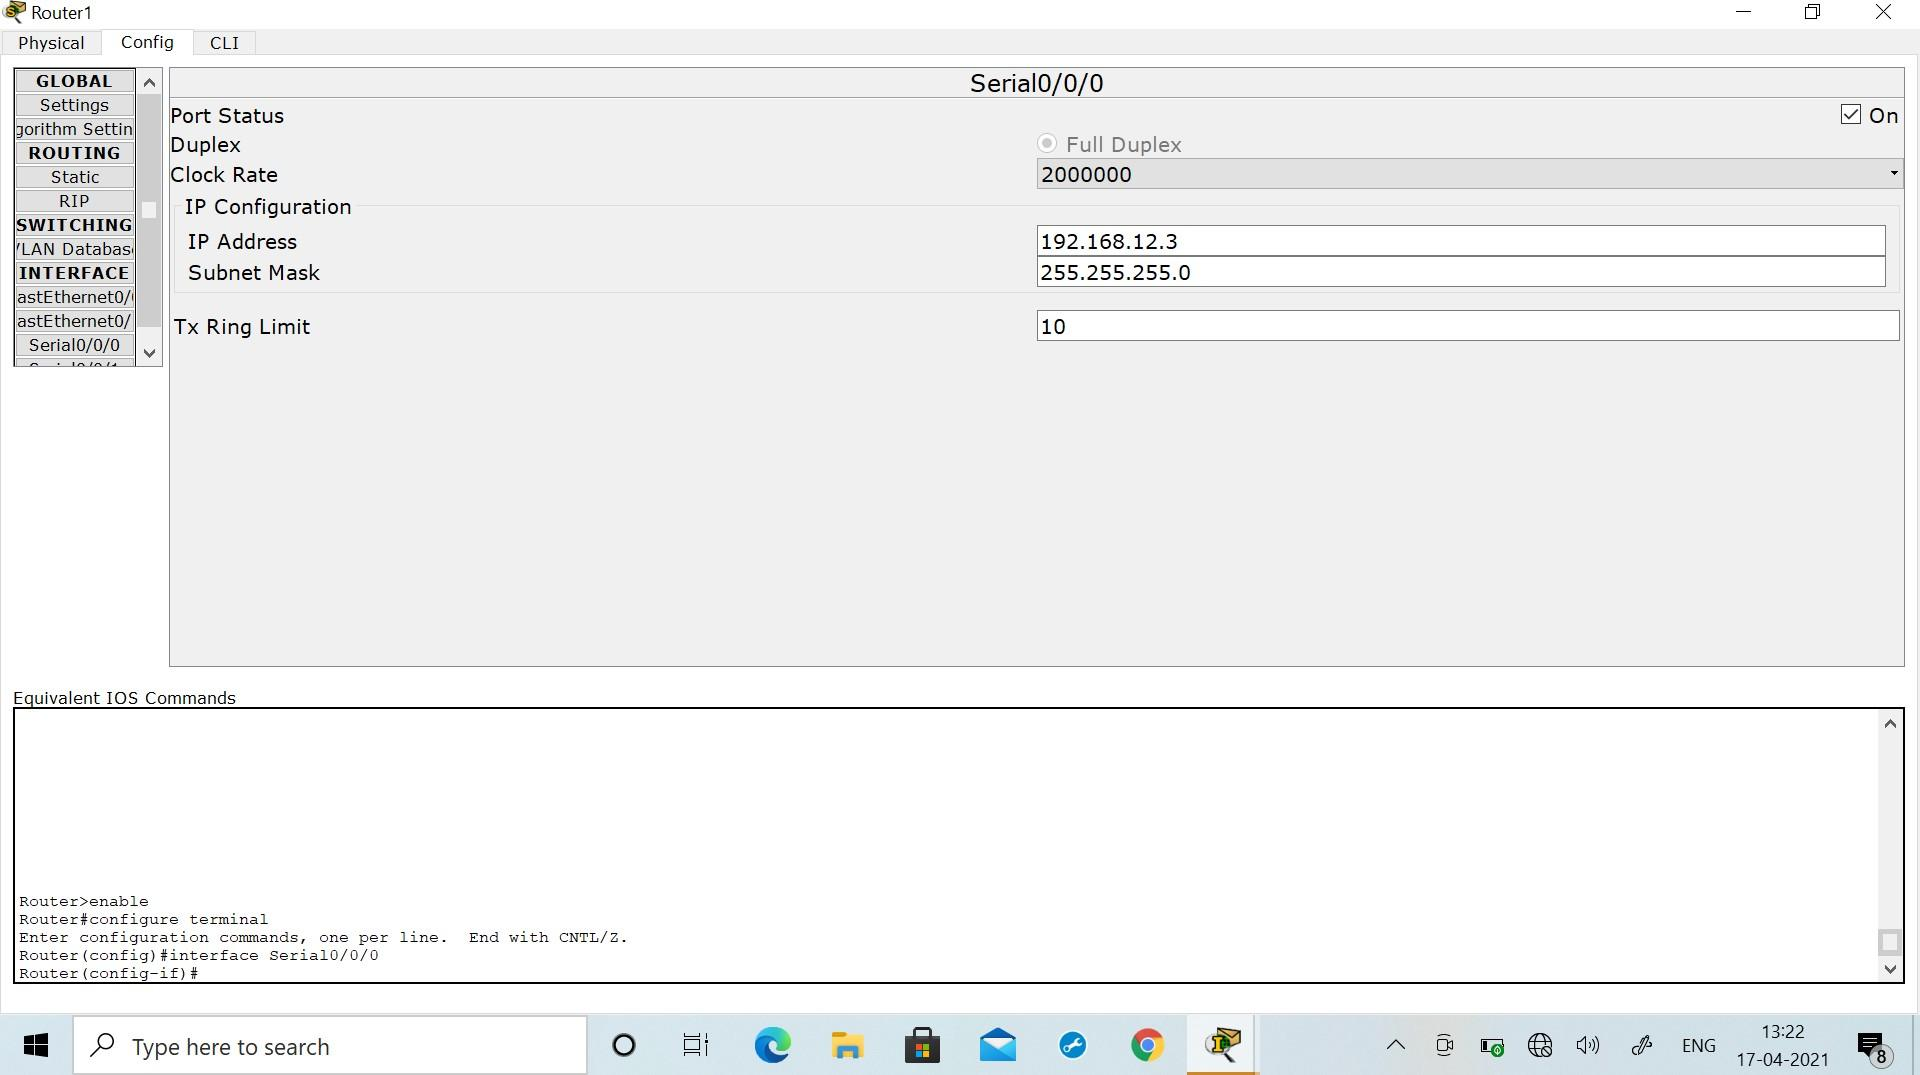 Router1
Physical Config CLI
GLOBAL
Settings
gorithm Settin
ROUTING
Static
RIP
SWITCHING
VLAN Databas
INTERFACE
astEthernet0/
astEthernet0/
Serial0/0/0
Serial0/0/1
Serial0/0/0
Port Status On
Duplex Full Duplex
Clock Rate 2000000
IP Configuration
IP Address 192.168.12.3
Subnet Mask 255.255.255.0
Tx Ring Limit 10
Equivalent IOS Commands
Router>enable
Router#configure terminal
Enter configuration commands, one per line.  End with CNTL/Z.
Router(config)#interface Serial0/0/0
Router(config-if)#
Type here to search
ENG
13:22
17-04-2021
8